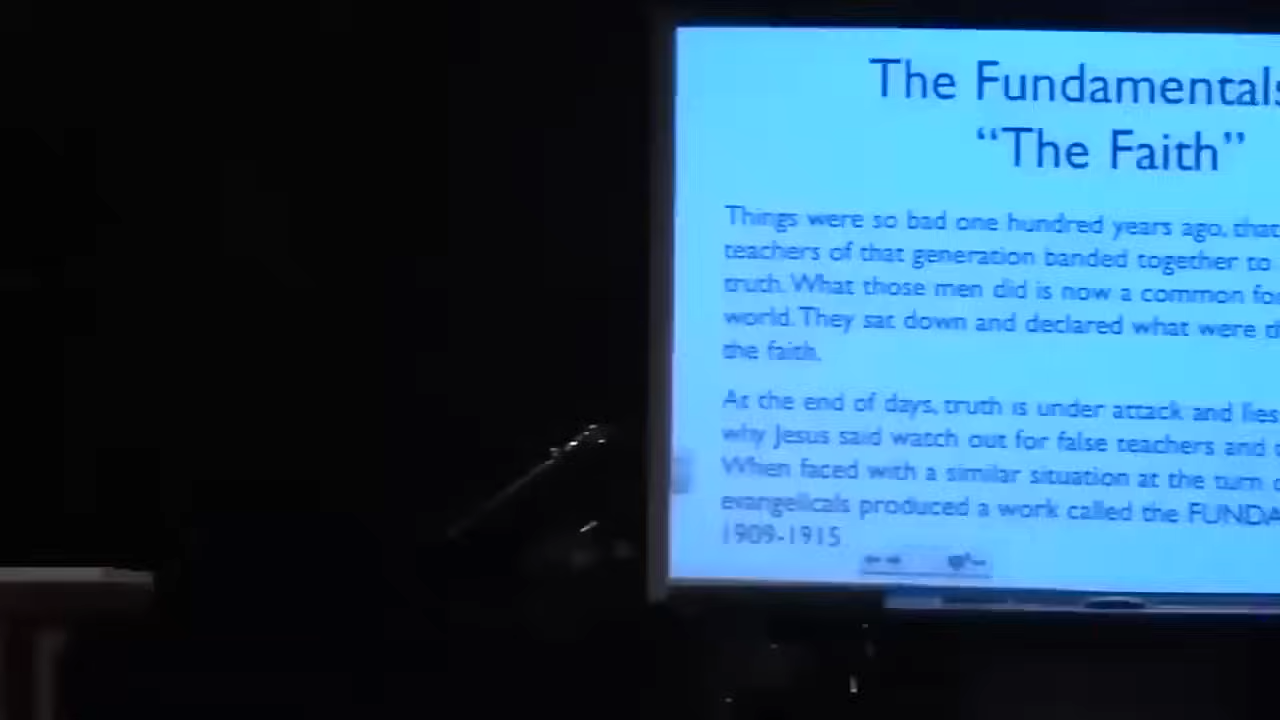 The Fundamentals
“The Faith”
Things were so bad one hundred years ago, that
teachers of that generation banded together to
truth. What those men did is now a common
world. They sat down and declared what were
the faith.
At the end of days, truth is under attack and lies
why Jesus said watch out for false teachers and
When faced with a similar situation at the turn
evangelicals produced a work called the FUNDA
1909-1915